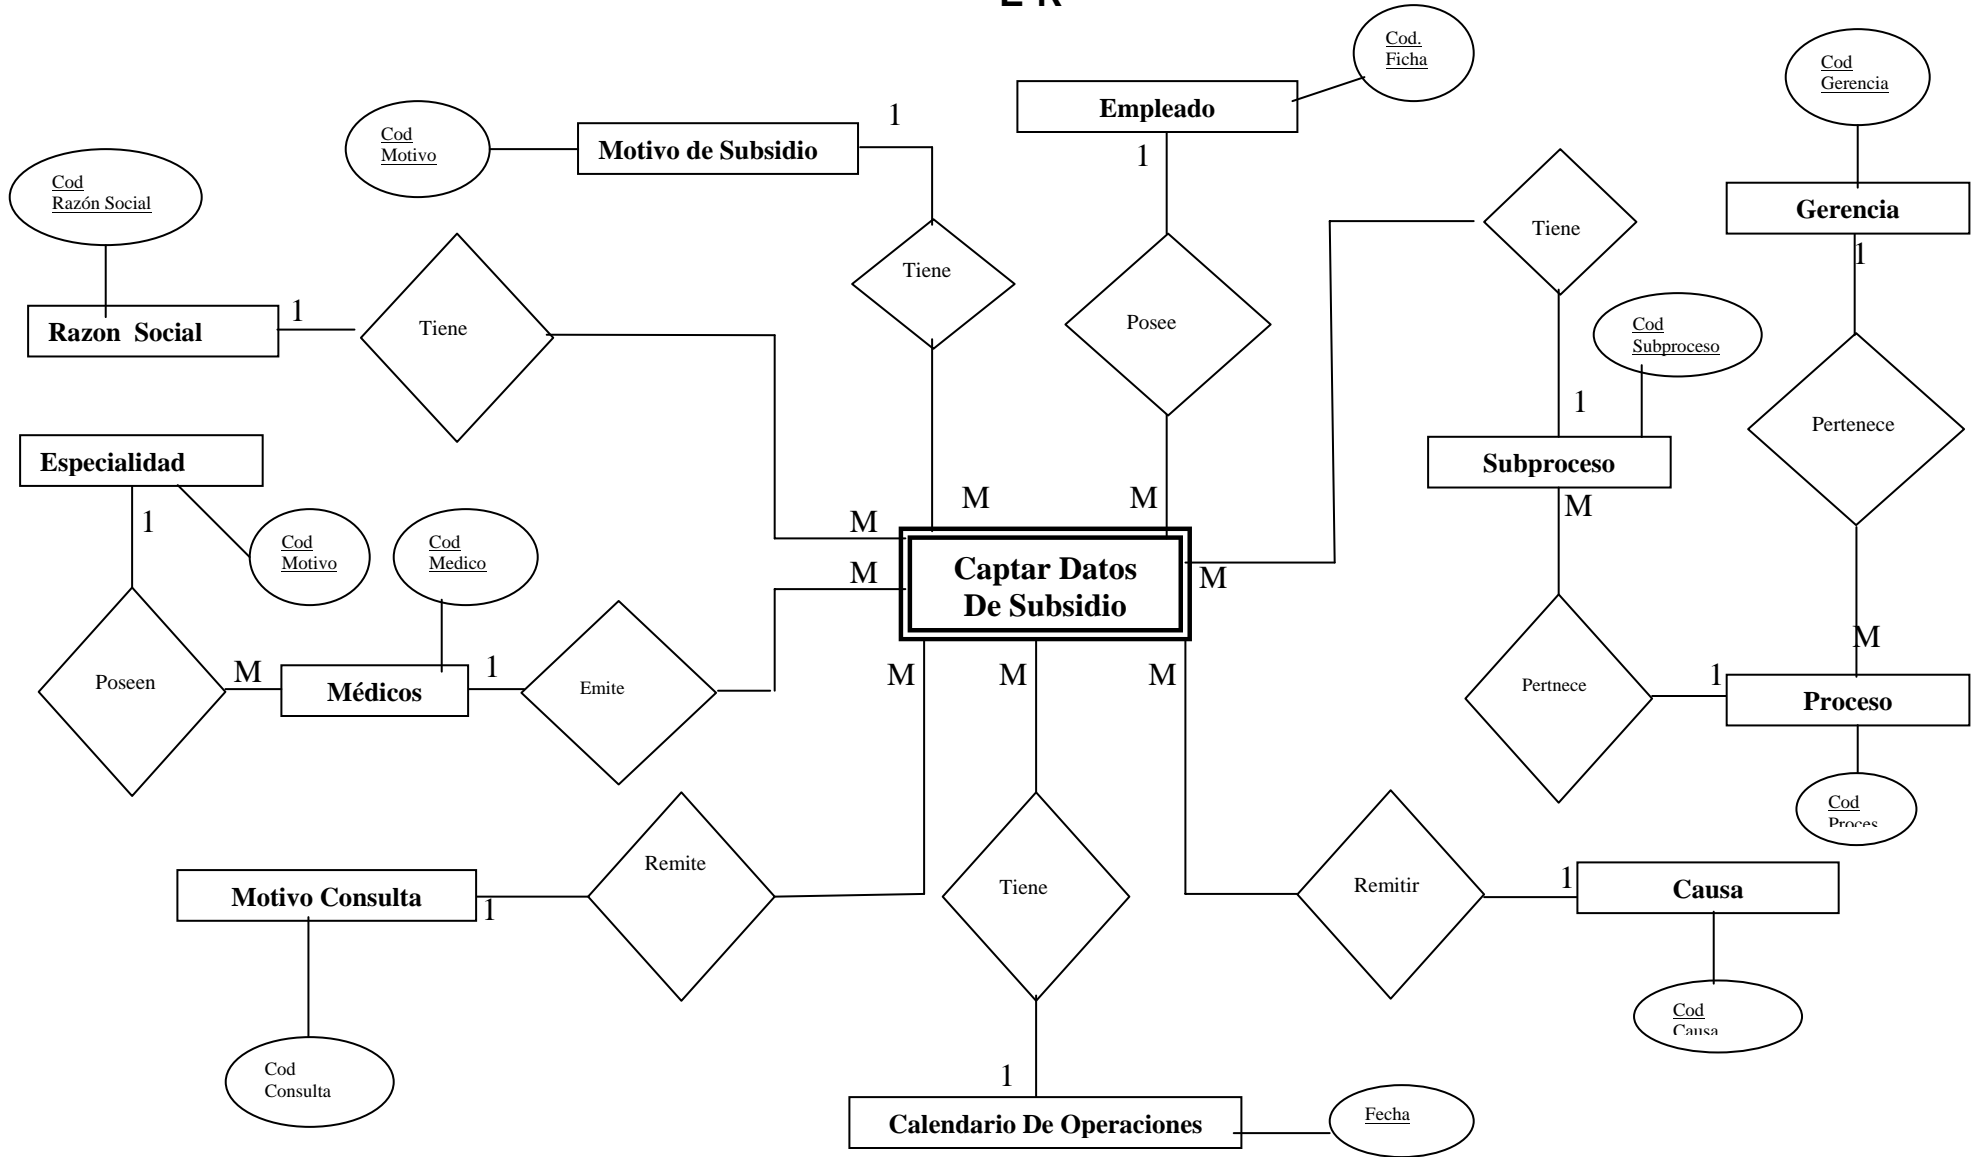 Cod.
Ficha
Cod
Gerencia
Empleado
1
Cod
Motivo
Motivo de Subsidio
1
Cod
Razón Social
Gerencia
1
Tiene
Tiene
Posee
1
Razon  Social
1
Tiene
Cod
Subproceso
1
Pertenece
Especialidad
1
Subproceso
M
M
M
M
M
Cod
Motivo
Cod
Medico
Captar Datos
De Subsidio
M
M
M
Poseen
M
Médicos
1
Emite
M
M
M
Pertnece
1
Proceso
Cod
Proces
Remite
Motivo Consulta
1
Tiene
Remitir
1
Causa
Cod
Causa
Cod
Consulta
1
Calendario De Operaciones
Fecha